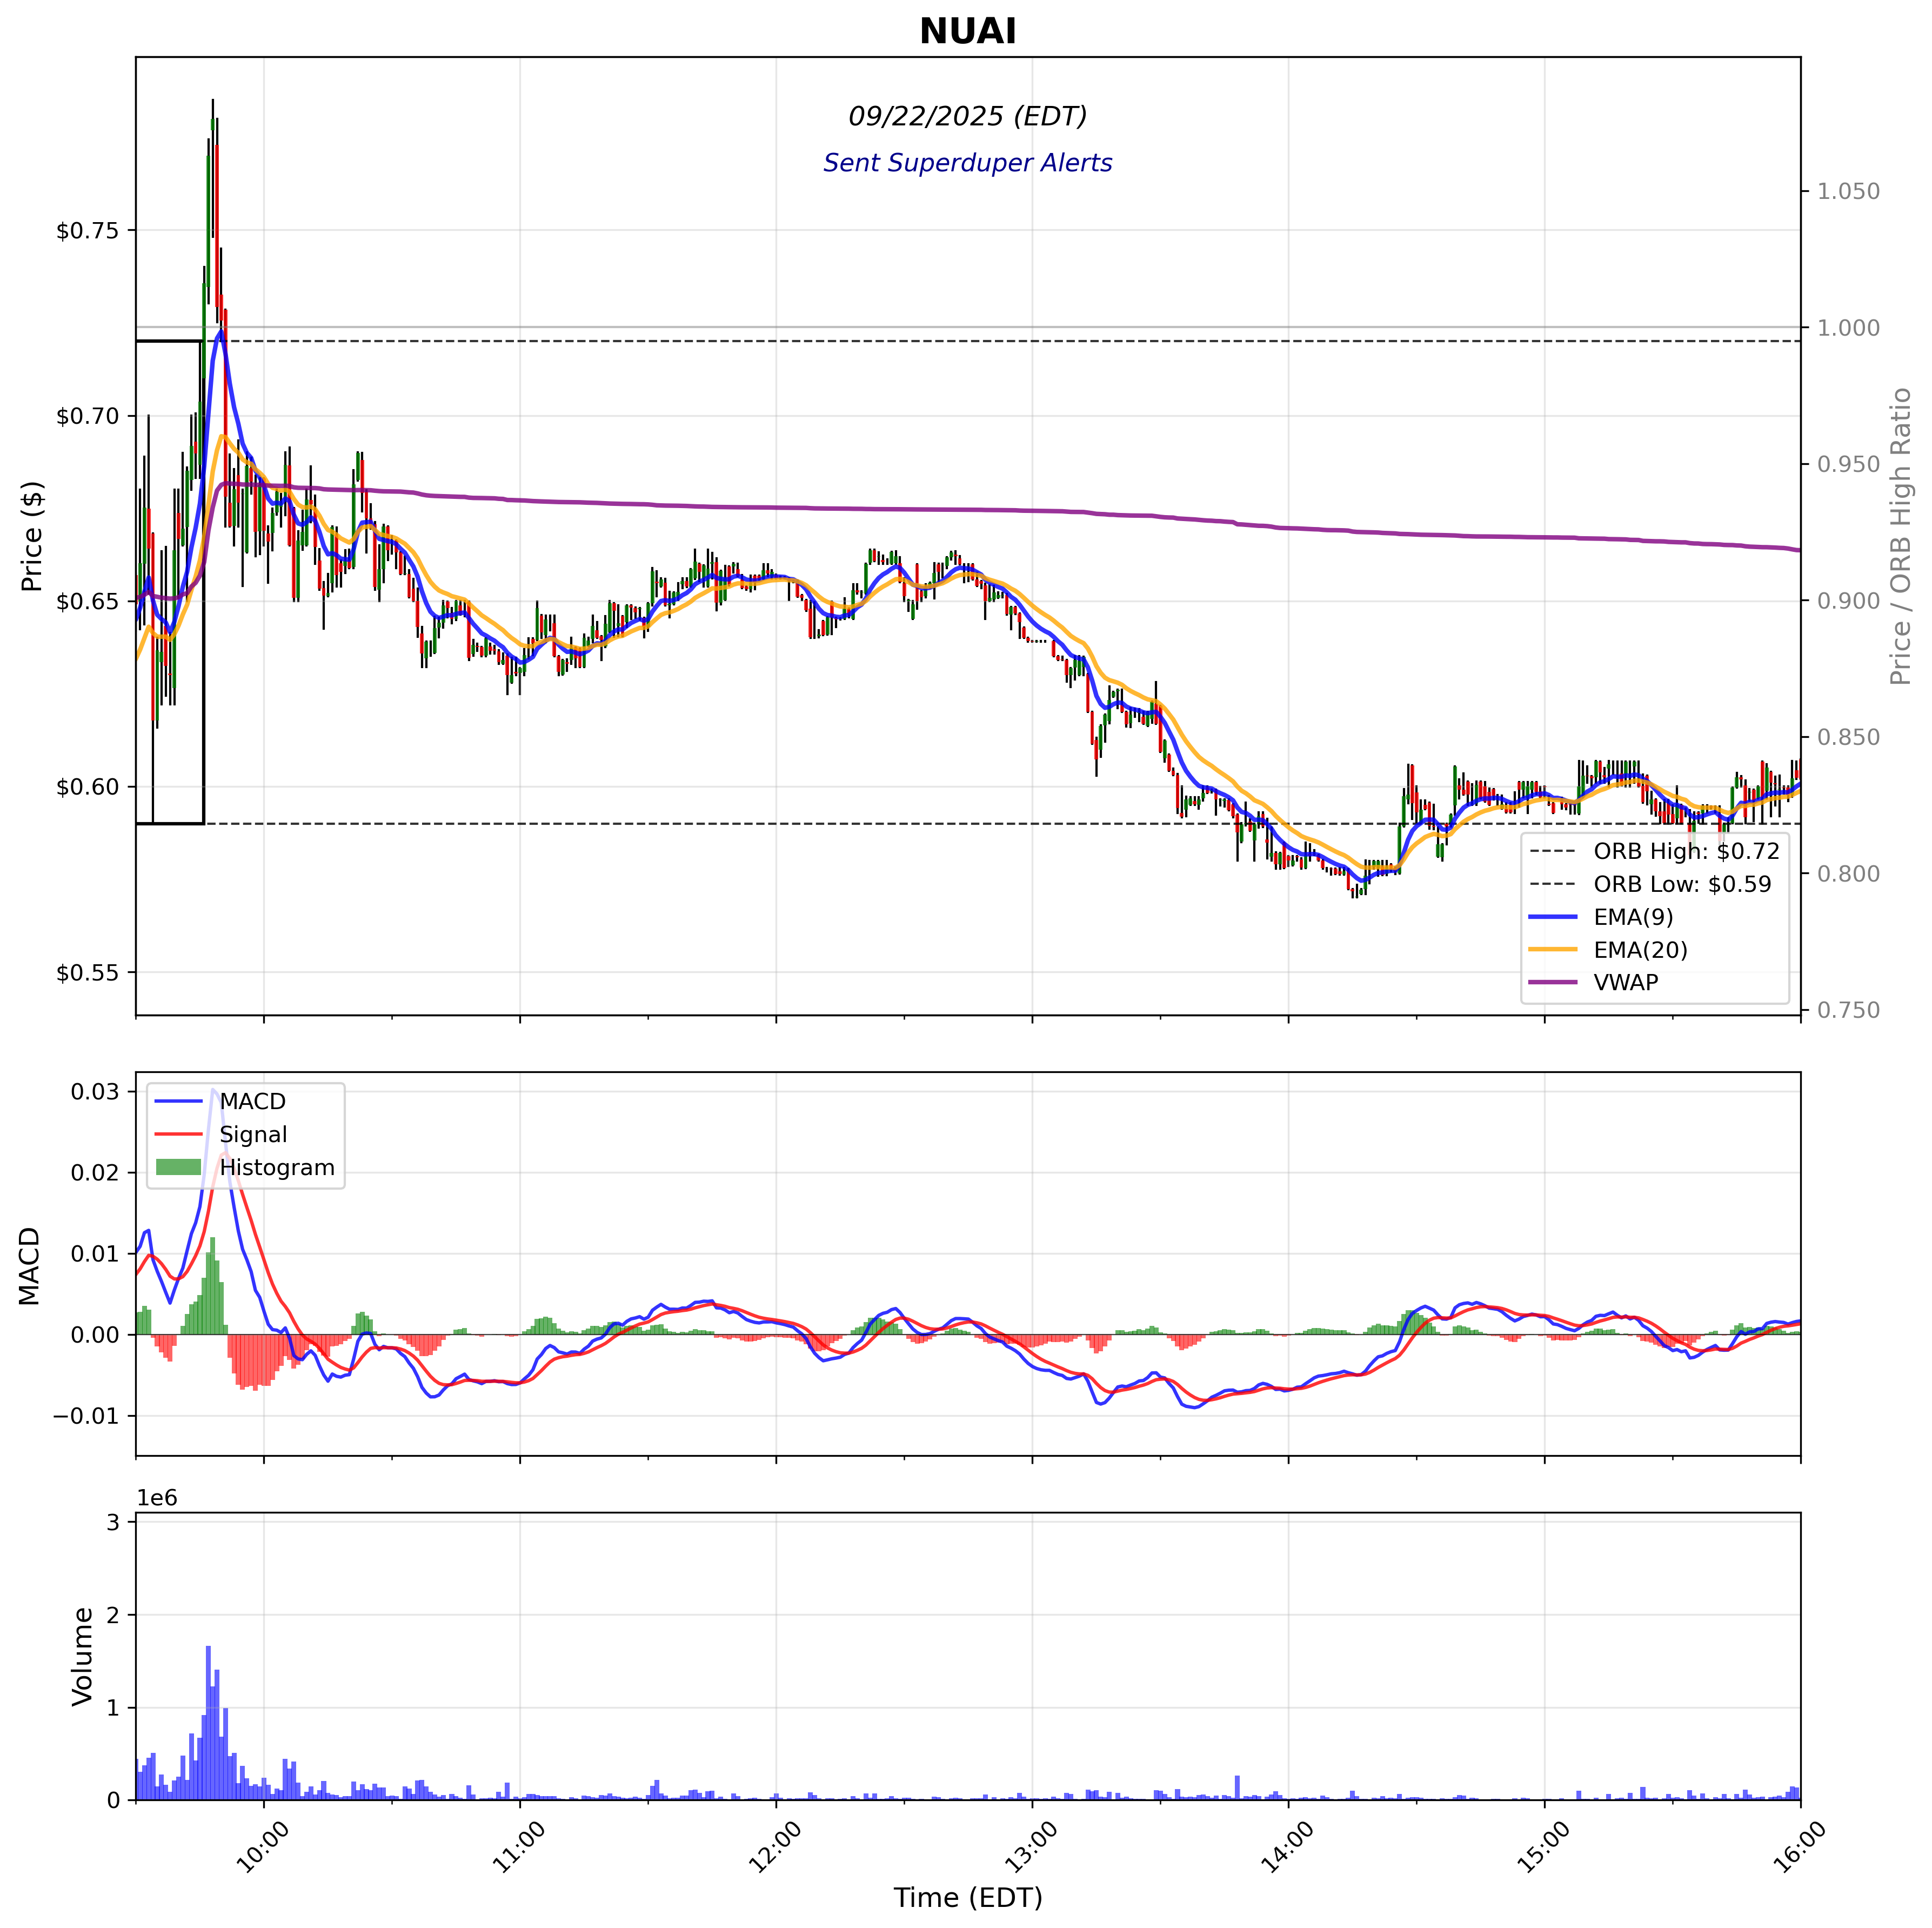 NUAI
09/22/2025 (EDT)
Sent Superduper Alerts
Price ($)
$0.75
$0.70
$0.65
$0.60
$0.55
1.050
1.000
0.950
0.900
0.850
0.800
0.750
Price / ORB High Ratio
ORB High: $0.72
ORB Low: $0.59
EMA(9)
EMA(20)
VWAP
MACD
0.03
0.02
0.01
0.00
−0.01
MACD
Signal
Histogram
1e6
Volume
3
2
1
0
10:00
11:00
12:00
13:00
14:00
15:00
16:00
Time (EDT)